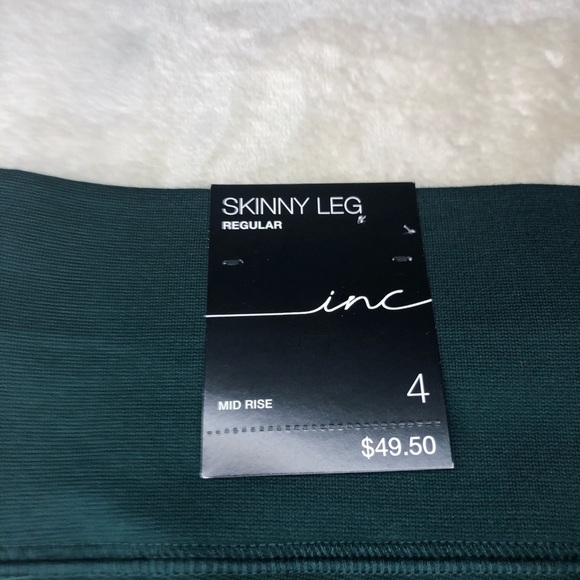 SKINNY LEG
REGULAR
inc
MID RISE
4
$49.50